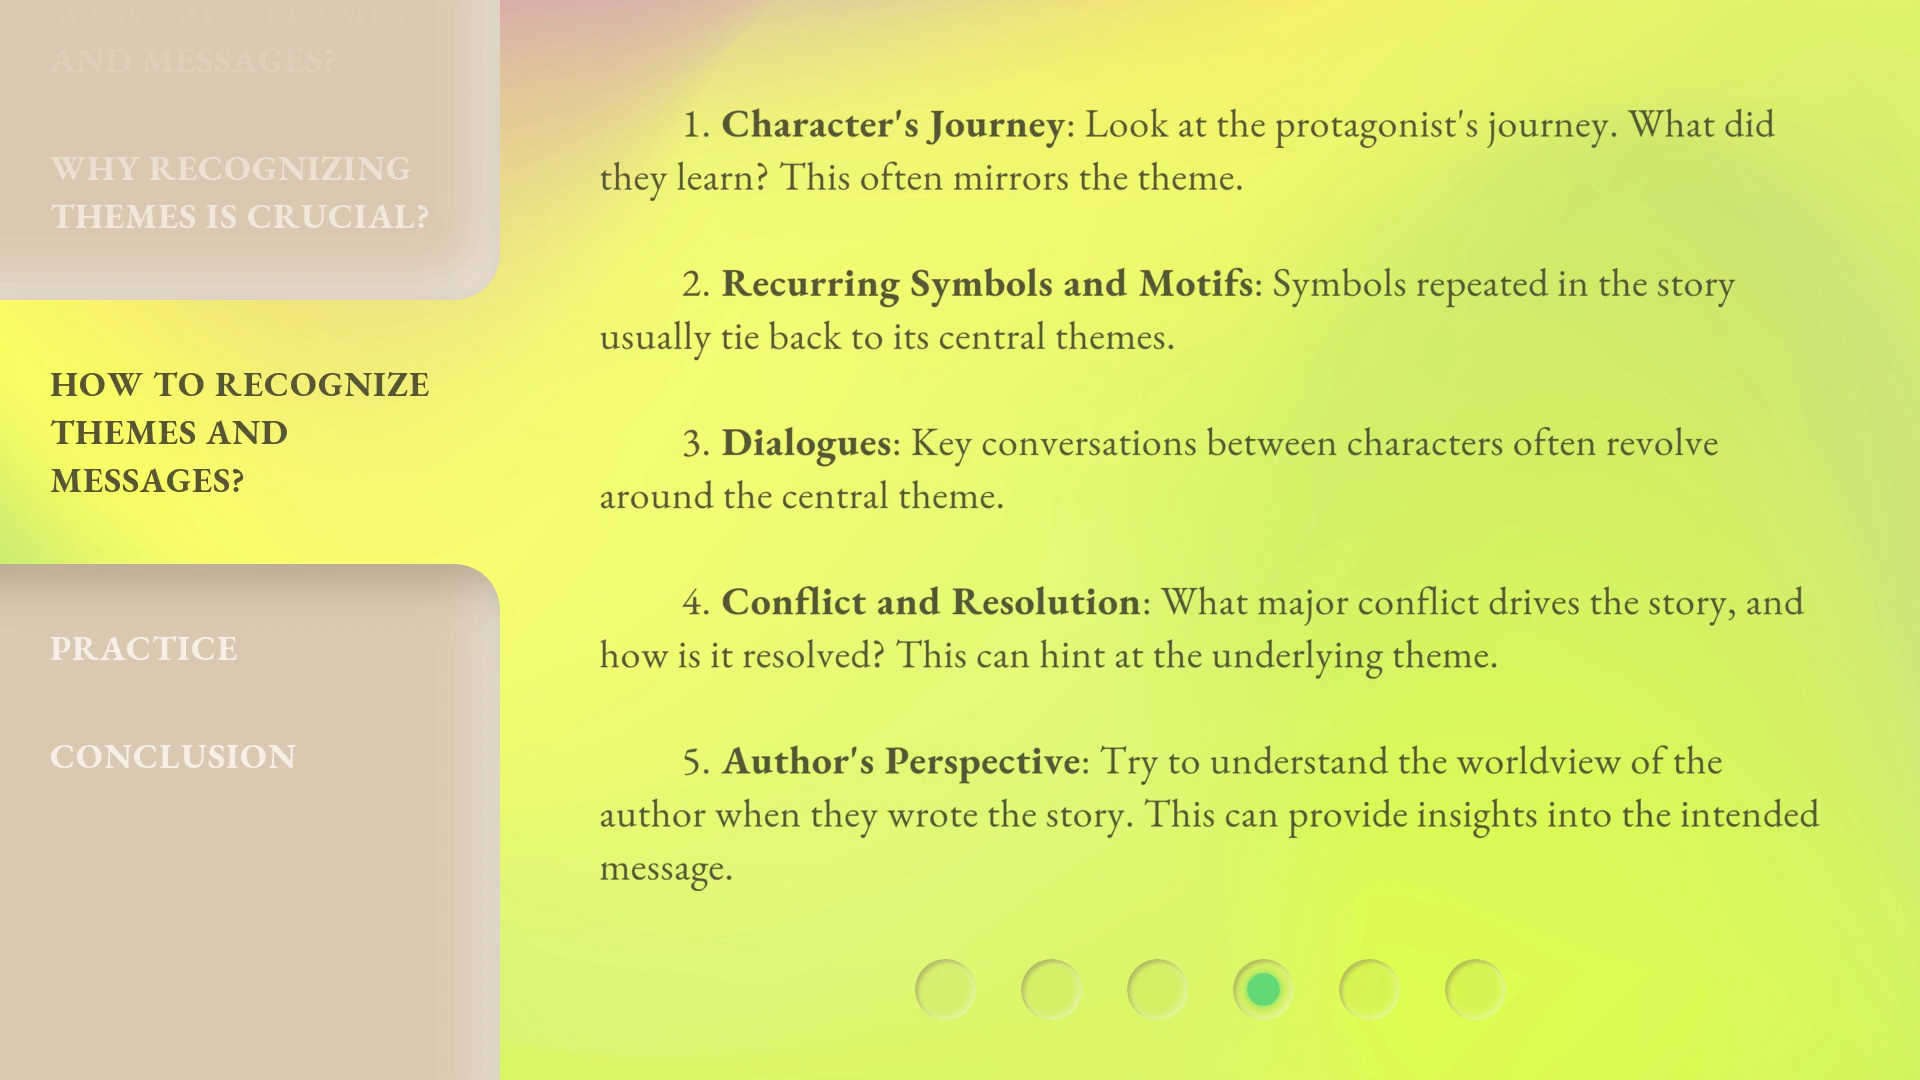 WHAT ARE THEMES
AND MESSAGES?
WHY RECOGNIZING
THEMES IS CRUCIAL?
HOW TO RECOGNIZE
THEMES AND
MESSAGES?
PRACTICE
CONCLUSION
1. Character's Journey: Look at the protagonist's journey. What did
they learn? This often mirrors the theme.
2. Recurring Symbols and Motifs: Symbols repeated in the story
usually tie back to its central themes.
3. Dialogues: Key conversations between characters often revolve
around the central theme.
4. Conflict and Resolution: What major conflict drives the story, and
how is it resolved? This can hint at the underlying theme.
5. Author's Perspective: Try to understand the worldview of the
author when they wrote the story. This can provide insights into the intended
message.